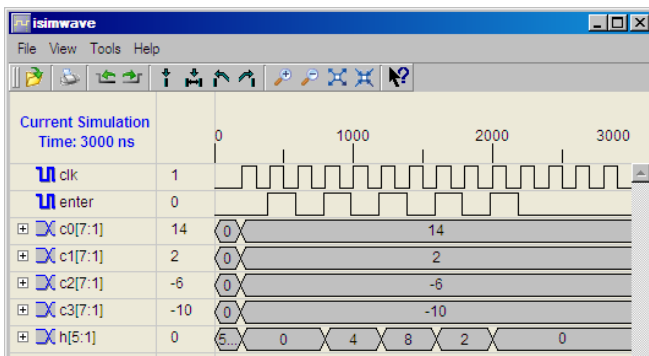 isimwave
File View Tools Help
Current Simulation
Time: 3000 ns
0 1000 2000 3000
clk 1
enter 0
c0[7:1] 14 0 14
c1[7:1] 2 0 2
c2[7:1] -6 0 -6
c3[7:1] -10 0 -10
h[5:1] 0 5... 0 4 8 2 0